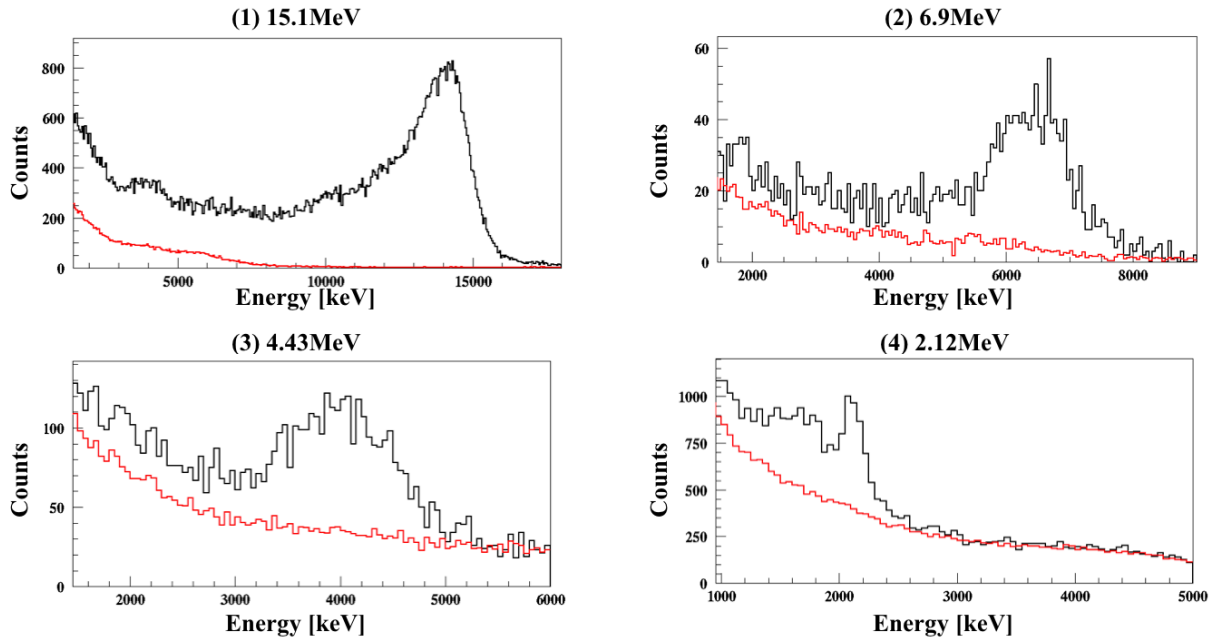 (1) 15.1MeV
Counts
800
600
400
200
0
5000 10000 15000
Energy [keV]
(2) 6.9MeV
Counts
60
40
20
0
2000 4000 6000 8000
Energy [keV]
(3) 4.43MeV
Counts
100
50
0
2000 3000 4000 5000 6000
Energy [keV]
(4) 2.12MeV
Counts
1000
750
500
250
0
1000 2000 3000 4000 5000
Energy [keV]